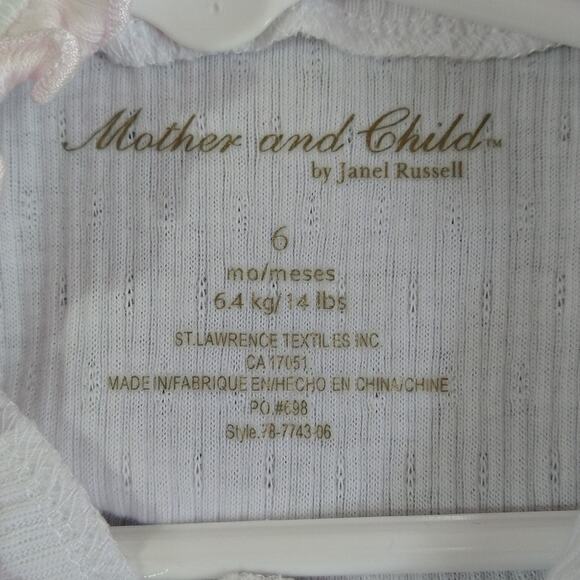 Mother and Child™
by Janel Russell
6
mo/meses
6.4 kg/14 lbs
ST.LAWRENCE TEXTILES INC.
CA 17051
MADE IN/FABRIQUE EN/HECHO EN CHINA/CHINE
PO.#698
Style.78-7743-06